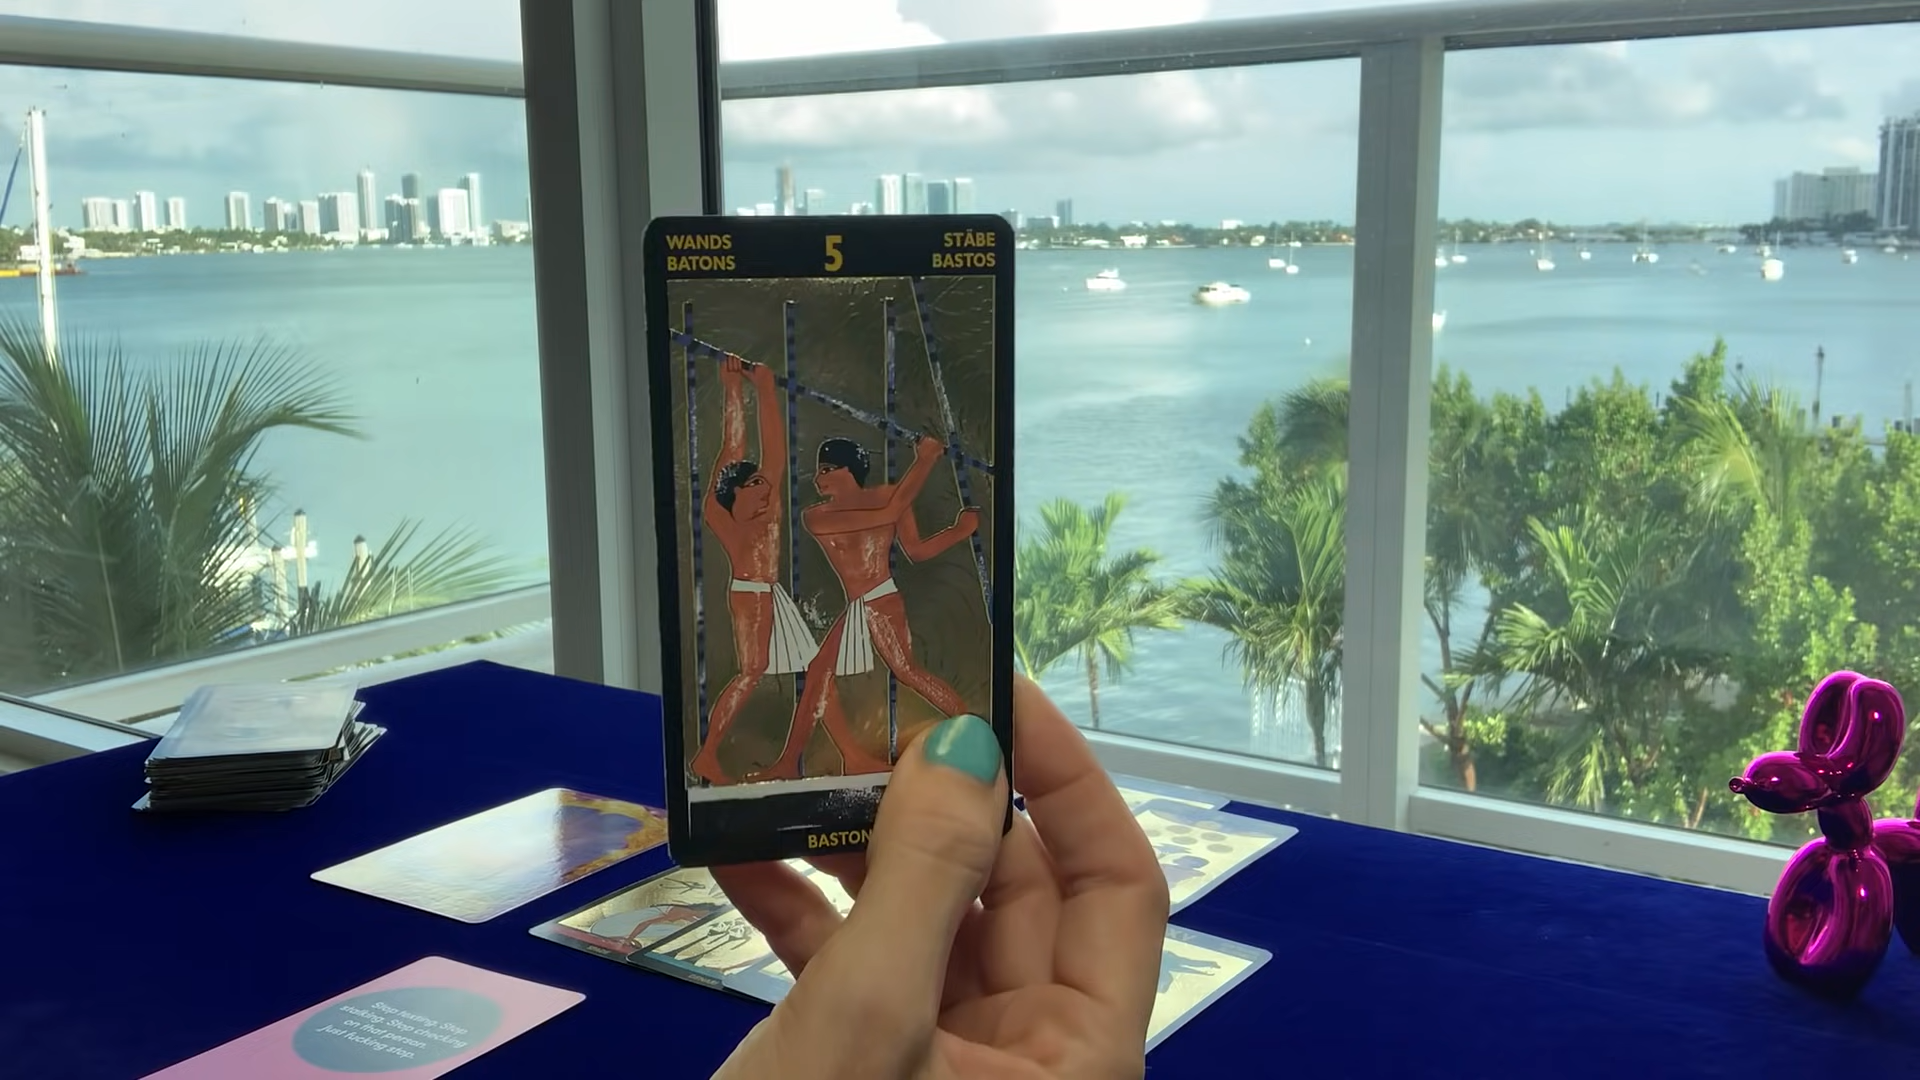 WANDS
BATONS
5
STÄBE
BASTOS
BASTON
Stop texting. Stop
stalking. Stop checking
on that person.
Just fucking stop.